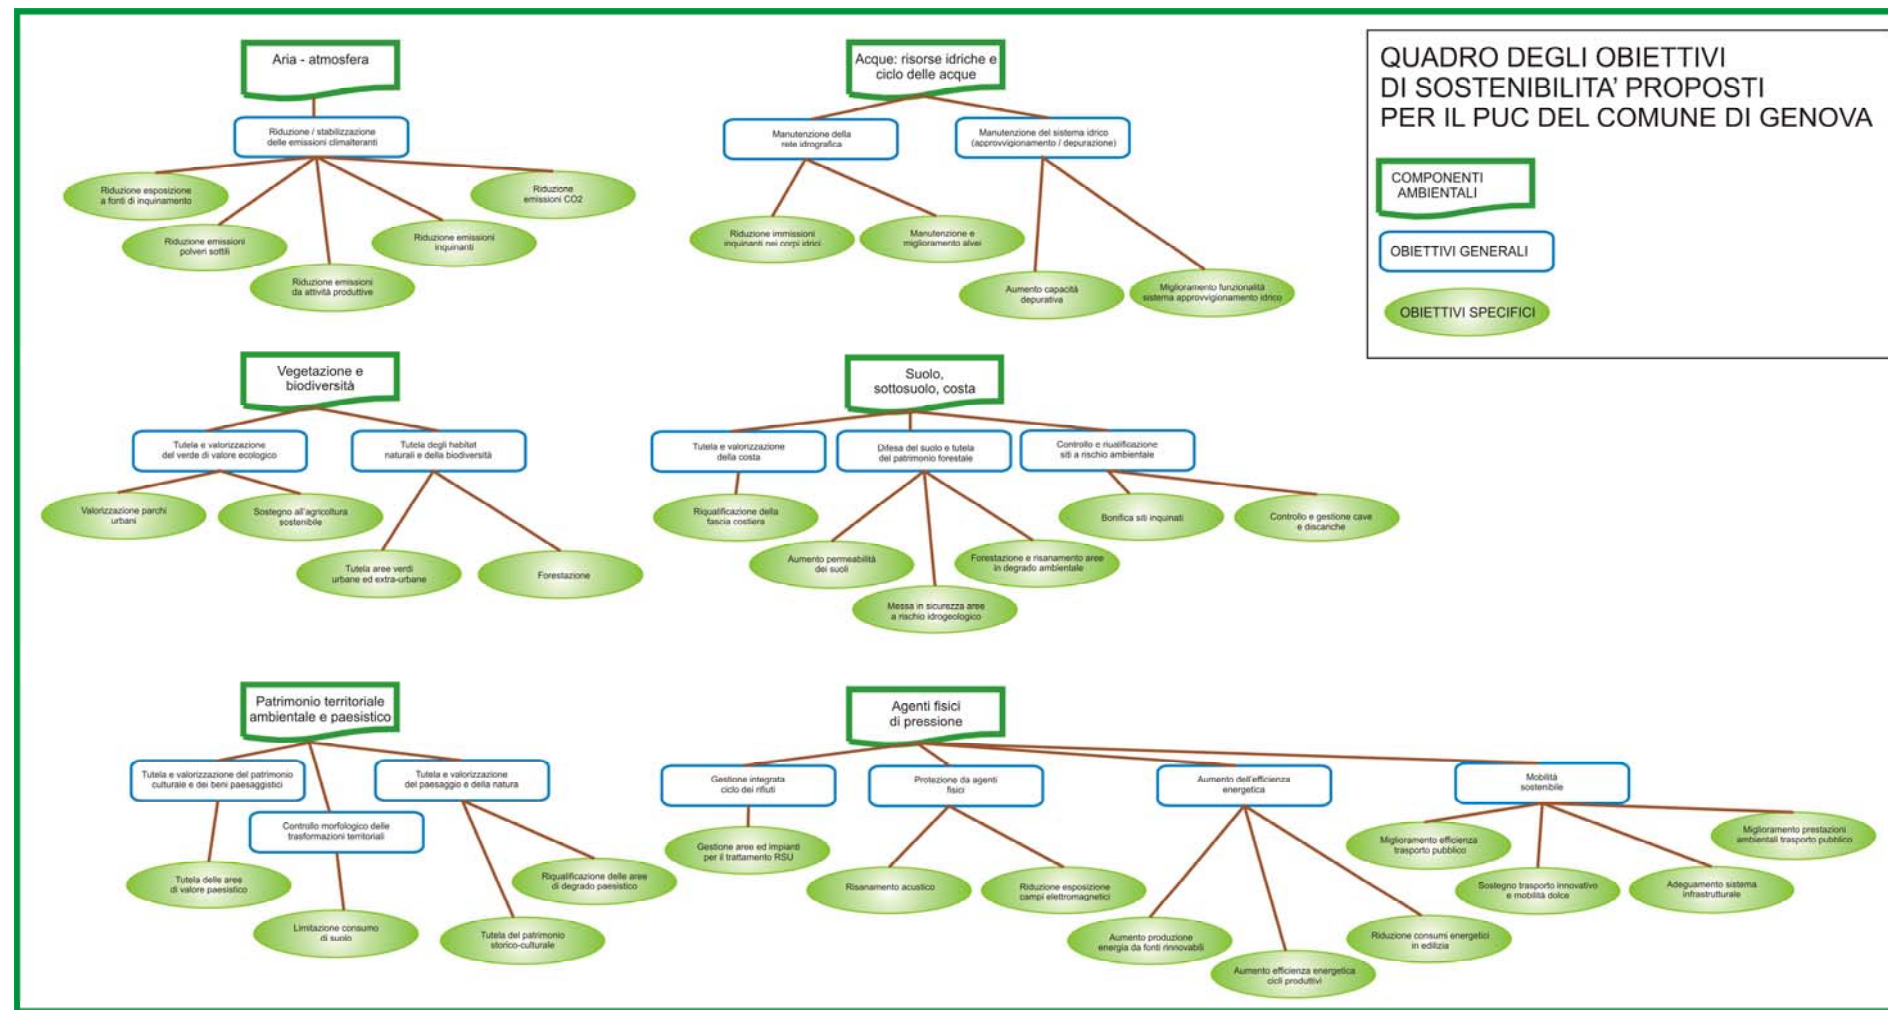 QUADRO DEGLI OBIETTIVI
DI SOSTENIBILITA' PROPOSTI
PER IL PUC DEL COMUNE DI GENOVA
COMPONENTI
AMBIENTALI
OBIETTIVI GENERALI
OBIETTIVI SPECIFICI
Aria - atmosfera
Riduzione / stabilizzazione
delle emissioni climalteranti
Riduzione esposizione
a fonti di inquinamento
Riduzione emissioni
polveri sottili
Riduzione emissioni
da attività produttive
Riduzione emissioni
inquinanti
Riduzione
emissioni CO2
Acque: risorse idriche e
ciclo delle acque
Manutenzione della
rete idrografica
Manutenzione del sistema idrico
(approvvigionamento / depurazione)
Riduzione immissioni
inquinanti nei corpi idrici
Manutenzione e
miglioramento alvei
Aumento capacità
depurativa
Miglioramento funzionalità
sistema approvvigionamento idrico
Vegetazione e
biodiversità
Tutela e valorizzazione
del verde di valore ecologico
Tutela degli habitat
naturali e della biodiversità
Valorizzazione parchi
urbani
Sostegno all'agricoltura
sostenibile
Tutela aree verdi
urbane ed extra-urbane
Forestazione
Suolo,
sottosuolo, costa
Tutela e valorizzazione
della costa
Difesa del suolo e tutela
del patrimonio forestale
Controllo e riualificazione
siti a rischio ambientale
Riqualificazione della
fascia costiera
Aumento permeabilità
dei suoli
Messa in sicurezza aree
a rischio idrogeologico
Forestazione e risanamento aree
in degrado ambientale
Bonifica siti inquinati
Controllo e gestione cave
e discariche
Patrimonio territoriale
ambientale e paesistico
Tutela e valorizzazione del patrimonio
culturale e dei beni paesaggistici
Controllo morfologico delle
trasformazioni territoriali
Tutela e valorizzazione
del paesaggio e della natura
Tutela delle aree
di valore paesistico
Limitazione consumo
di suolo
Tutela del patrimonio
storico-culturale
Riqualificazione delle aree
di degrado paesistico
Agenti fisici
di pressione
Gestione integrata
ciclo dei rifiuti
Protezione da agenti
fisici
Aumento dell'efficienza
energetica
Mobilità
sostenibile
Gestione aree ed impianti
per il trattamento RSU
Risanamento acustico
Riduzione esposizione
campi elettromagnetici
Aumento produzione
energia da fonti rinnovabili
Aumento efficienza energetica
cicli produttivi
Riduzione consumi energetici
in edilizia
Miglioramento efficienza
trasporto pubblico
Sostegno trasporto innovativo
e mobilità dolce
Adeguamento sistema
infrastrutturale
Miglioramento prestazioni
ambientali trasporto pubblico